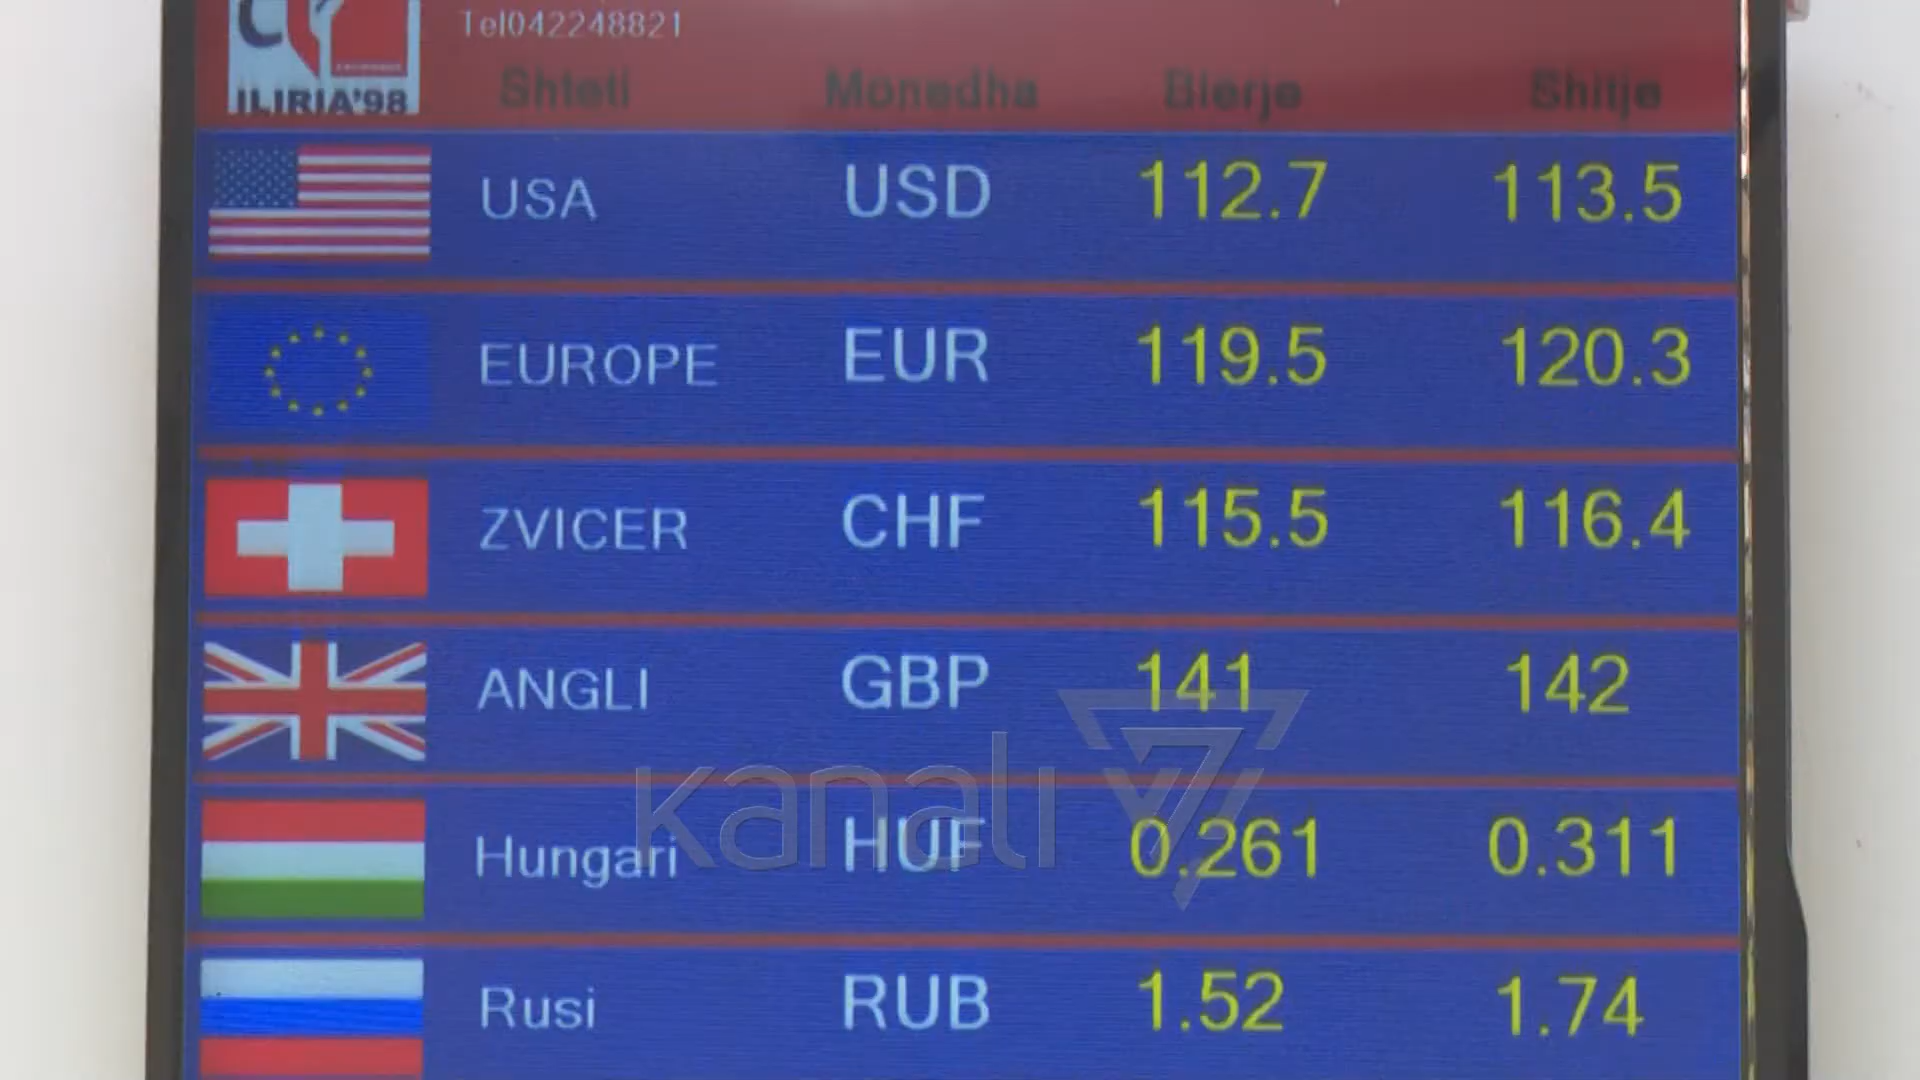 Tel042248821
ILIRIA'98
Shteti Monedha Blerje Shitje
USA USD 112.7 113.5
EUROPE EUR 119.5 120.3
ZVICER CHF 115.5 116.4
ANGLI GBP 141 142
Hungari HUF 0.261 0.311
Rusi RUB 1.52 1.74
kanali 7